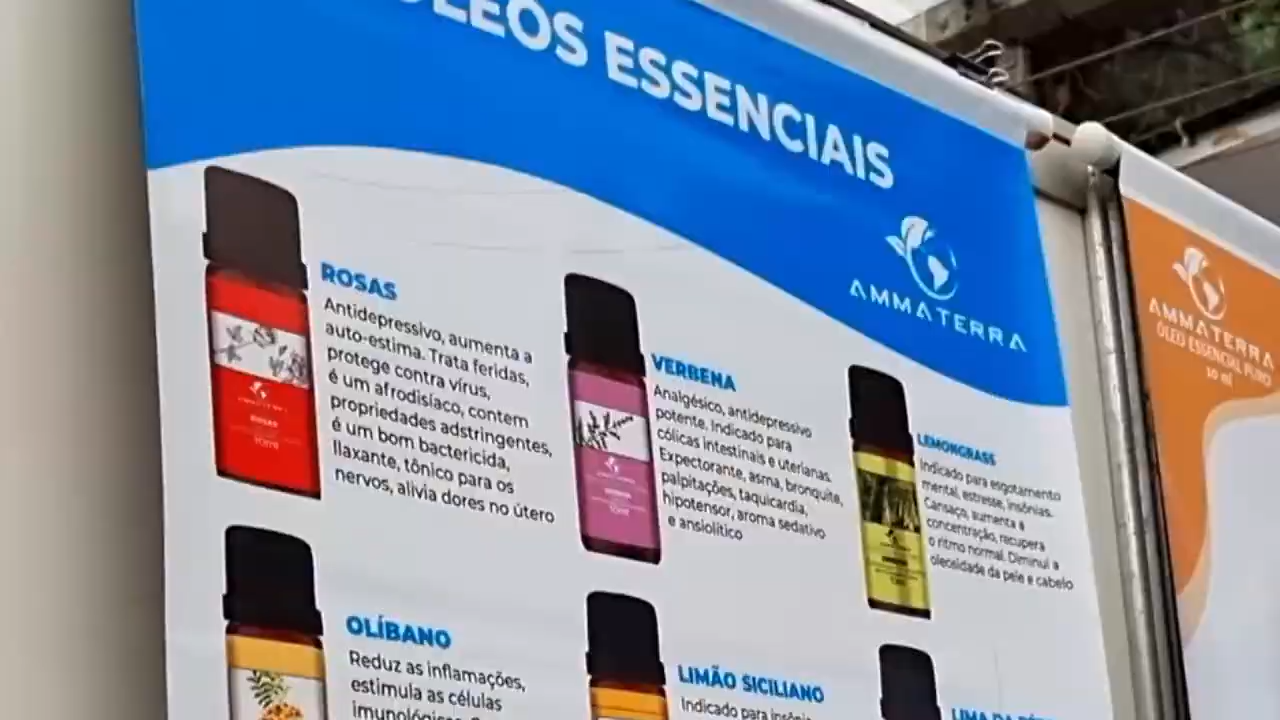 ÓLEOS ESSENCIAIS
AMMATERRA
ROSAS
Antidepressivo, aumenta a
auto-estima. Trata feridas,
protege contra vírus,
é um afrodisíaco, contem
propriedades adstringentes,
é um bom bactericida,
llaxante, tônico para os
nervos, alivia dores no útero
VERBENA
Analgésico, antidepressivo
potente. Indicado para
cólicas intestinais e uterianas.
Expectorante, asma, bronquite,
palpitações, taquicardia,
hipotensor, aroma sedativo
e ansiolítico
LEMONGRASS
Indicado para esgotamento
mental, estresse, insônias.
Cansaço, aumenta a
concentração, recupera
o ritmo normal. Diminui a
oleosidade da pele e cabelo
OLÍBANO
Reduz as inflamações,
estimula as células
LIMÃO SICILIANO
Indicado para
LIMA DA
AMMATERRA
ÓLEO ESSENCIAL PURO
10 ml
ROSAS
10ml